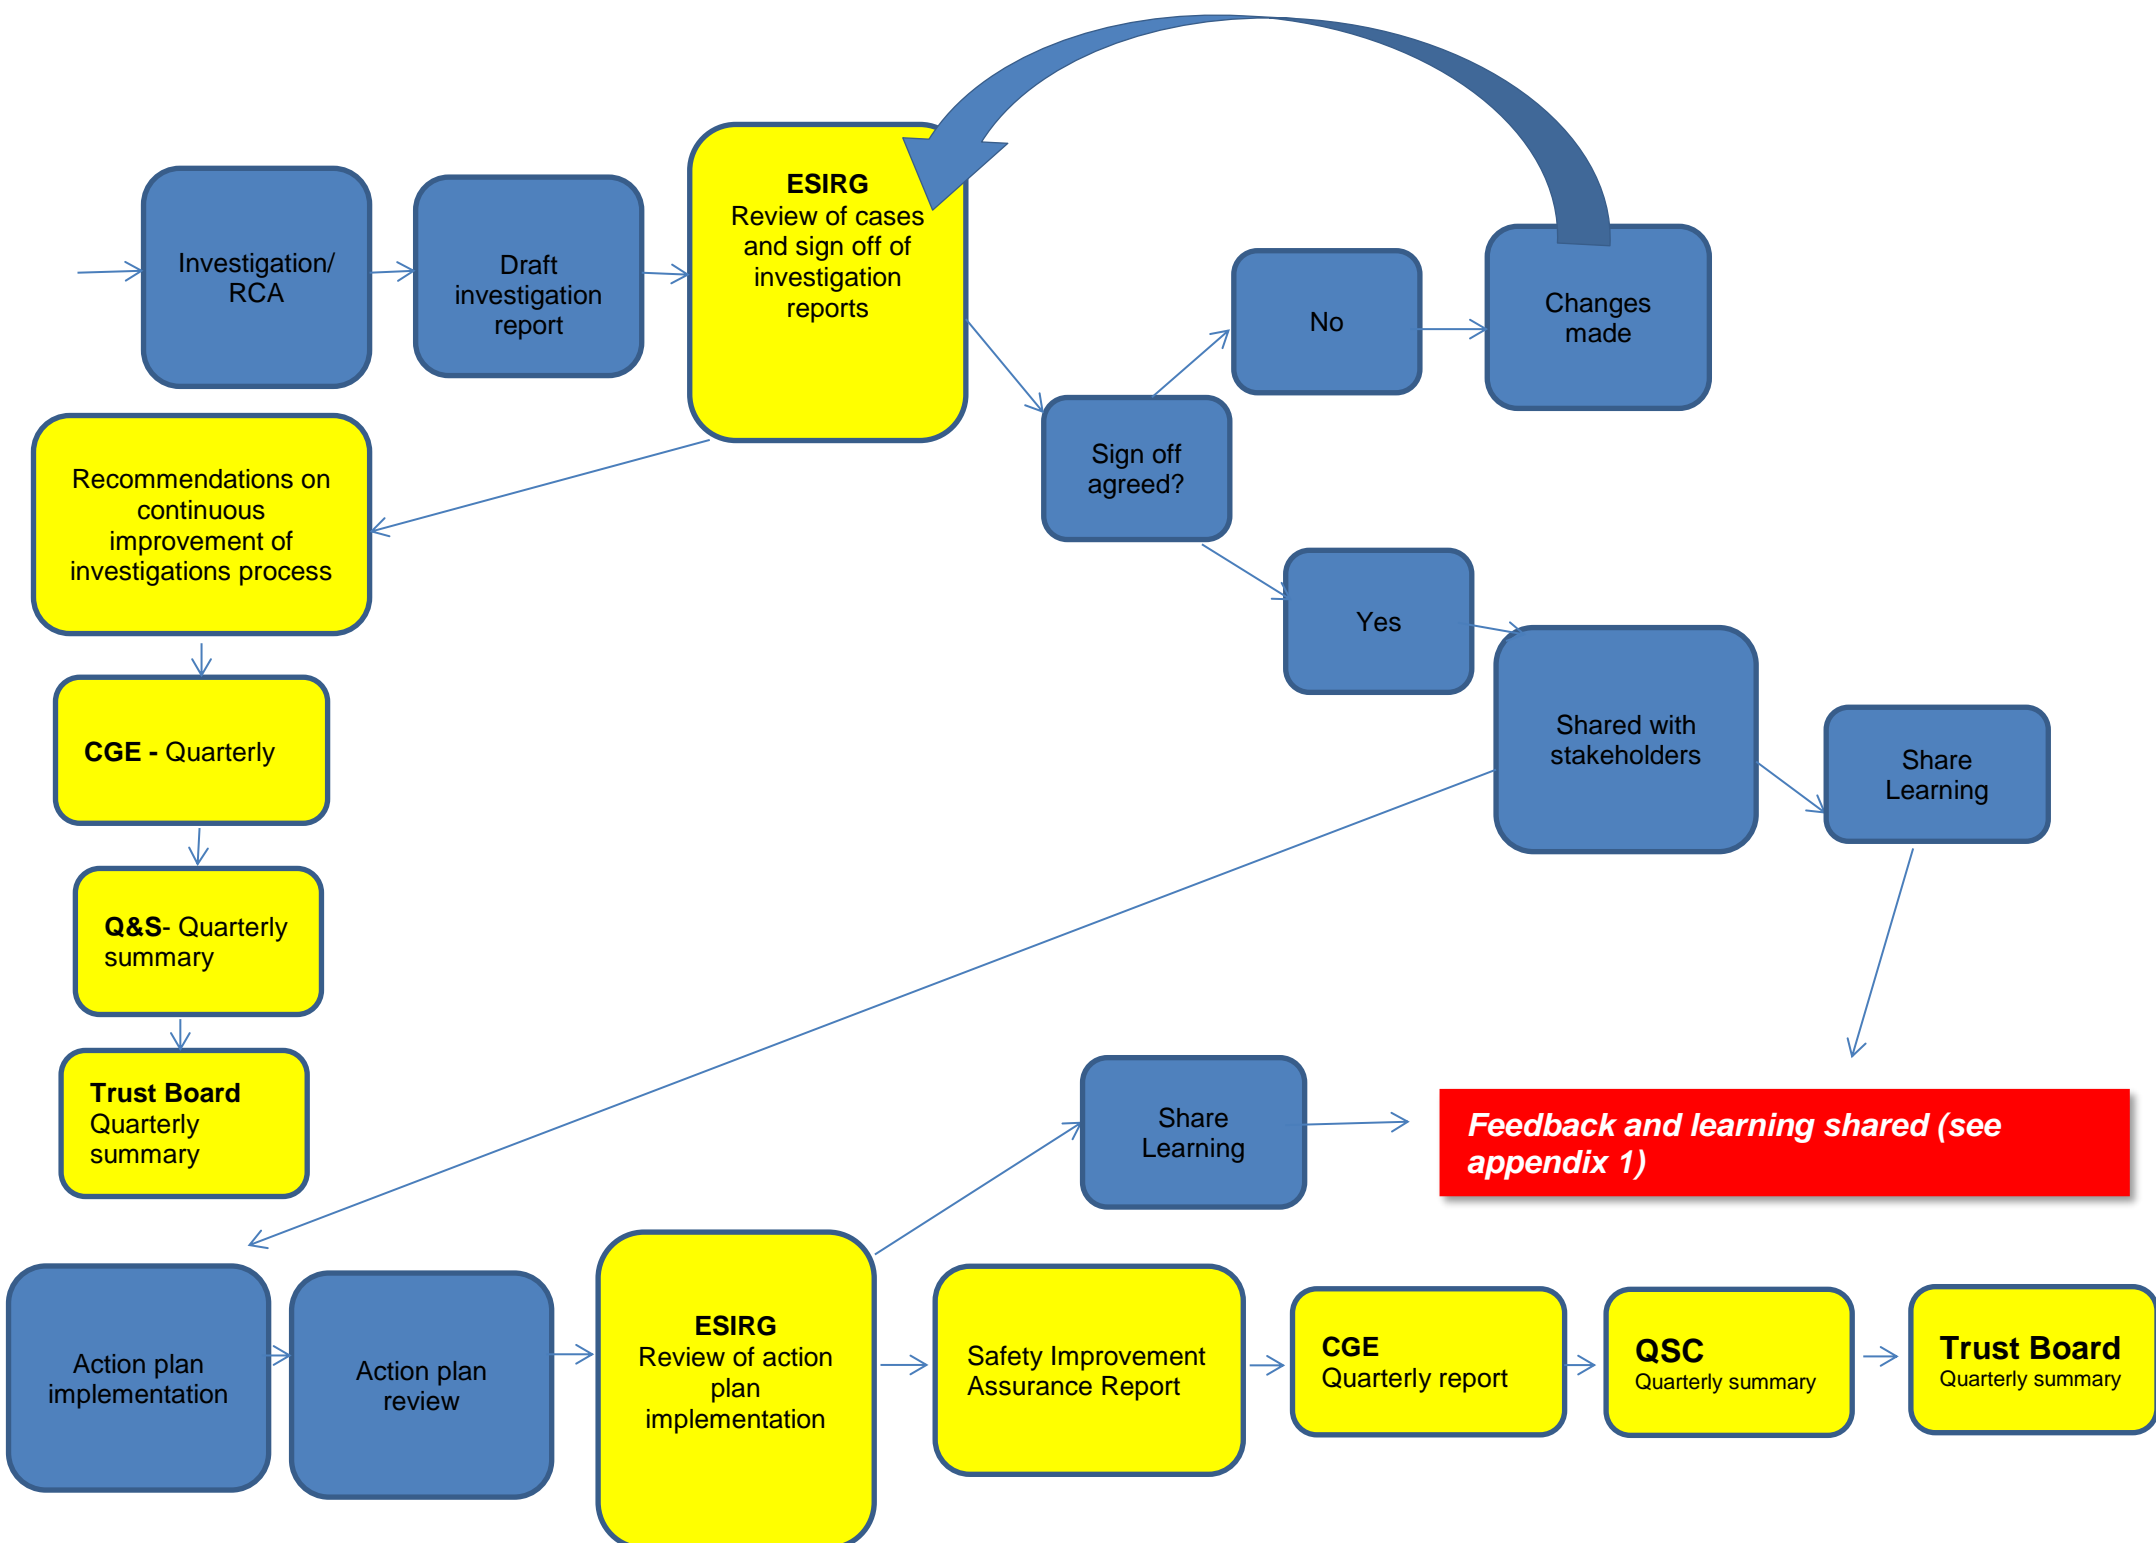 ESIRG
Review of cases
and sign off of
investigation
reports
Investigation/
RCA
Draft
investigation
report
No
Changes
made
Sign off
agreed?
Recommendations on
continuous
improvement of
investigations process
Yes
CGE - Quarterly
Shared with
stakeholders
Share
Learning
Q&S- Quarterly
summary
Trust Board
Quarterly
summary
Share
Learning
Feedback and learning shared (see
appendix 1)
Action plan
implementation
Action plan
review
ESIRG
Review of action
plan
implementation
Safety Improvement
Assurance Report
CGE
Quarterly report
QSC
Quarterly summary
Trust Board
Quarterly summary